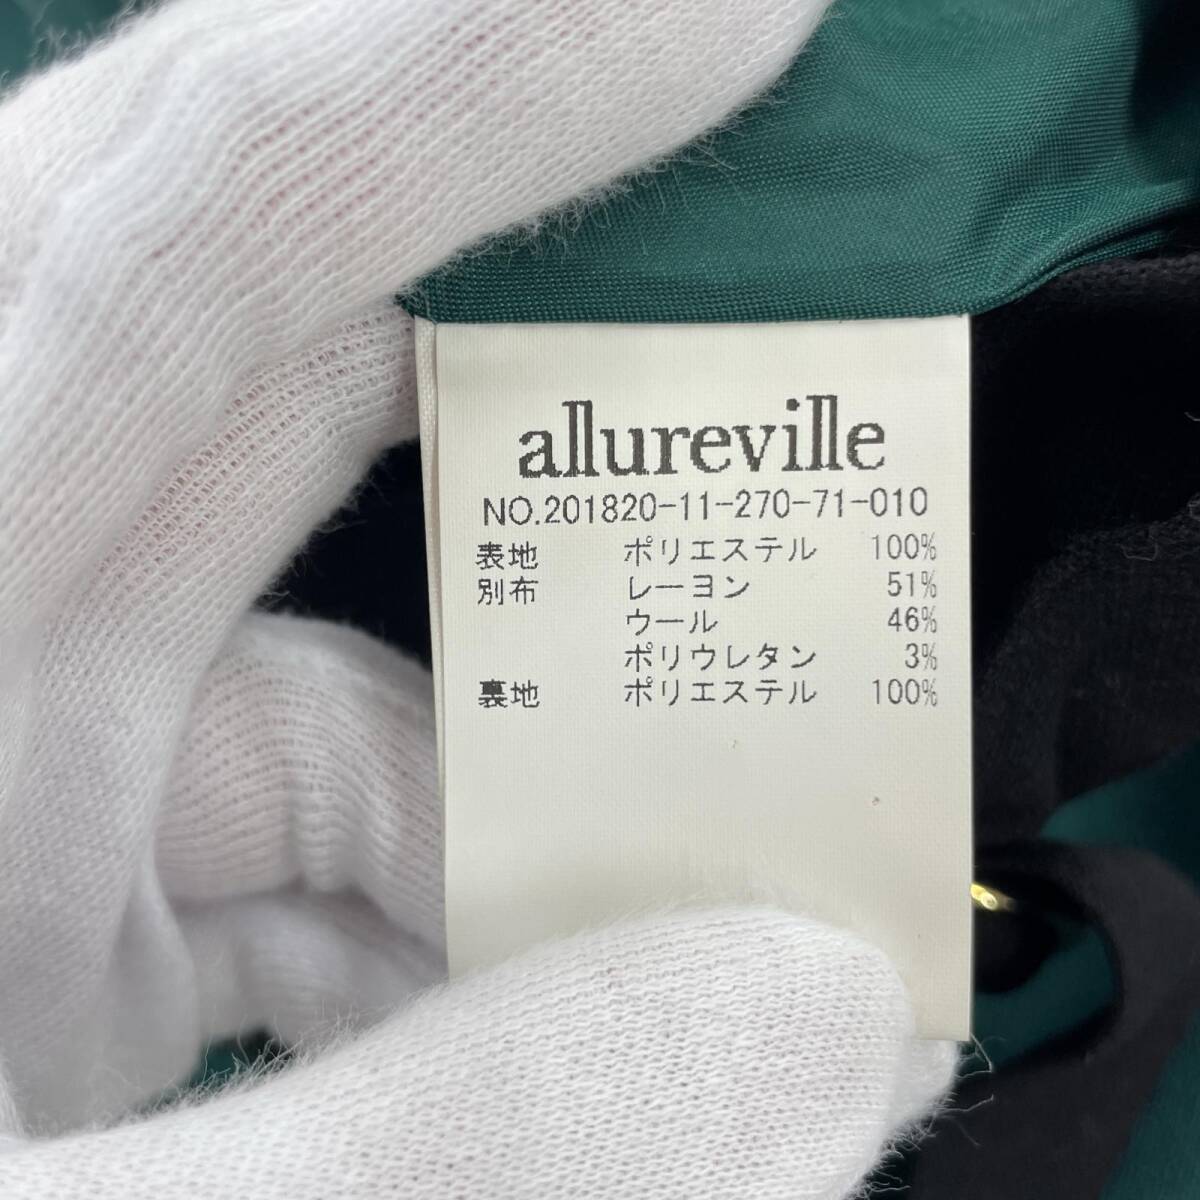 allureville
NO.201820-11-270-71-010
表地 ポリエステル 100%
別布 レーヨン 51%
ウール 46%
ポリウレタン 3%
裏地 ポリエステル 100%